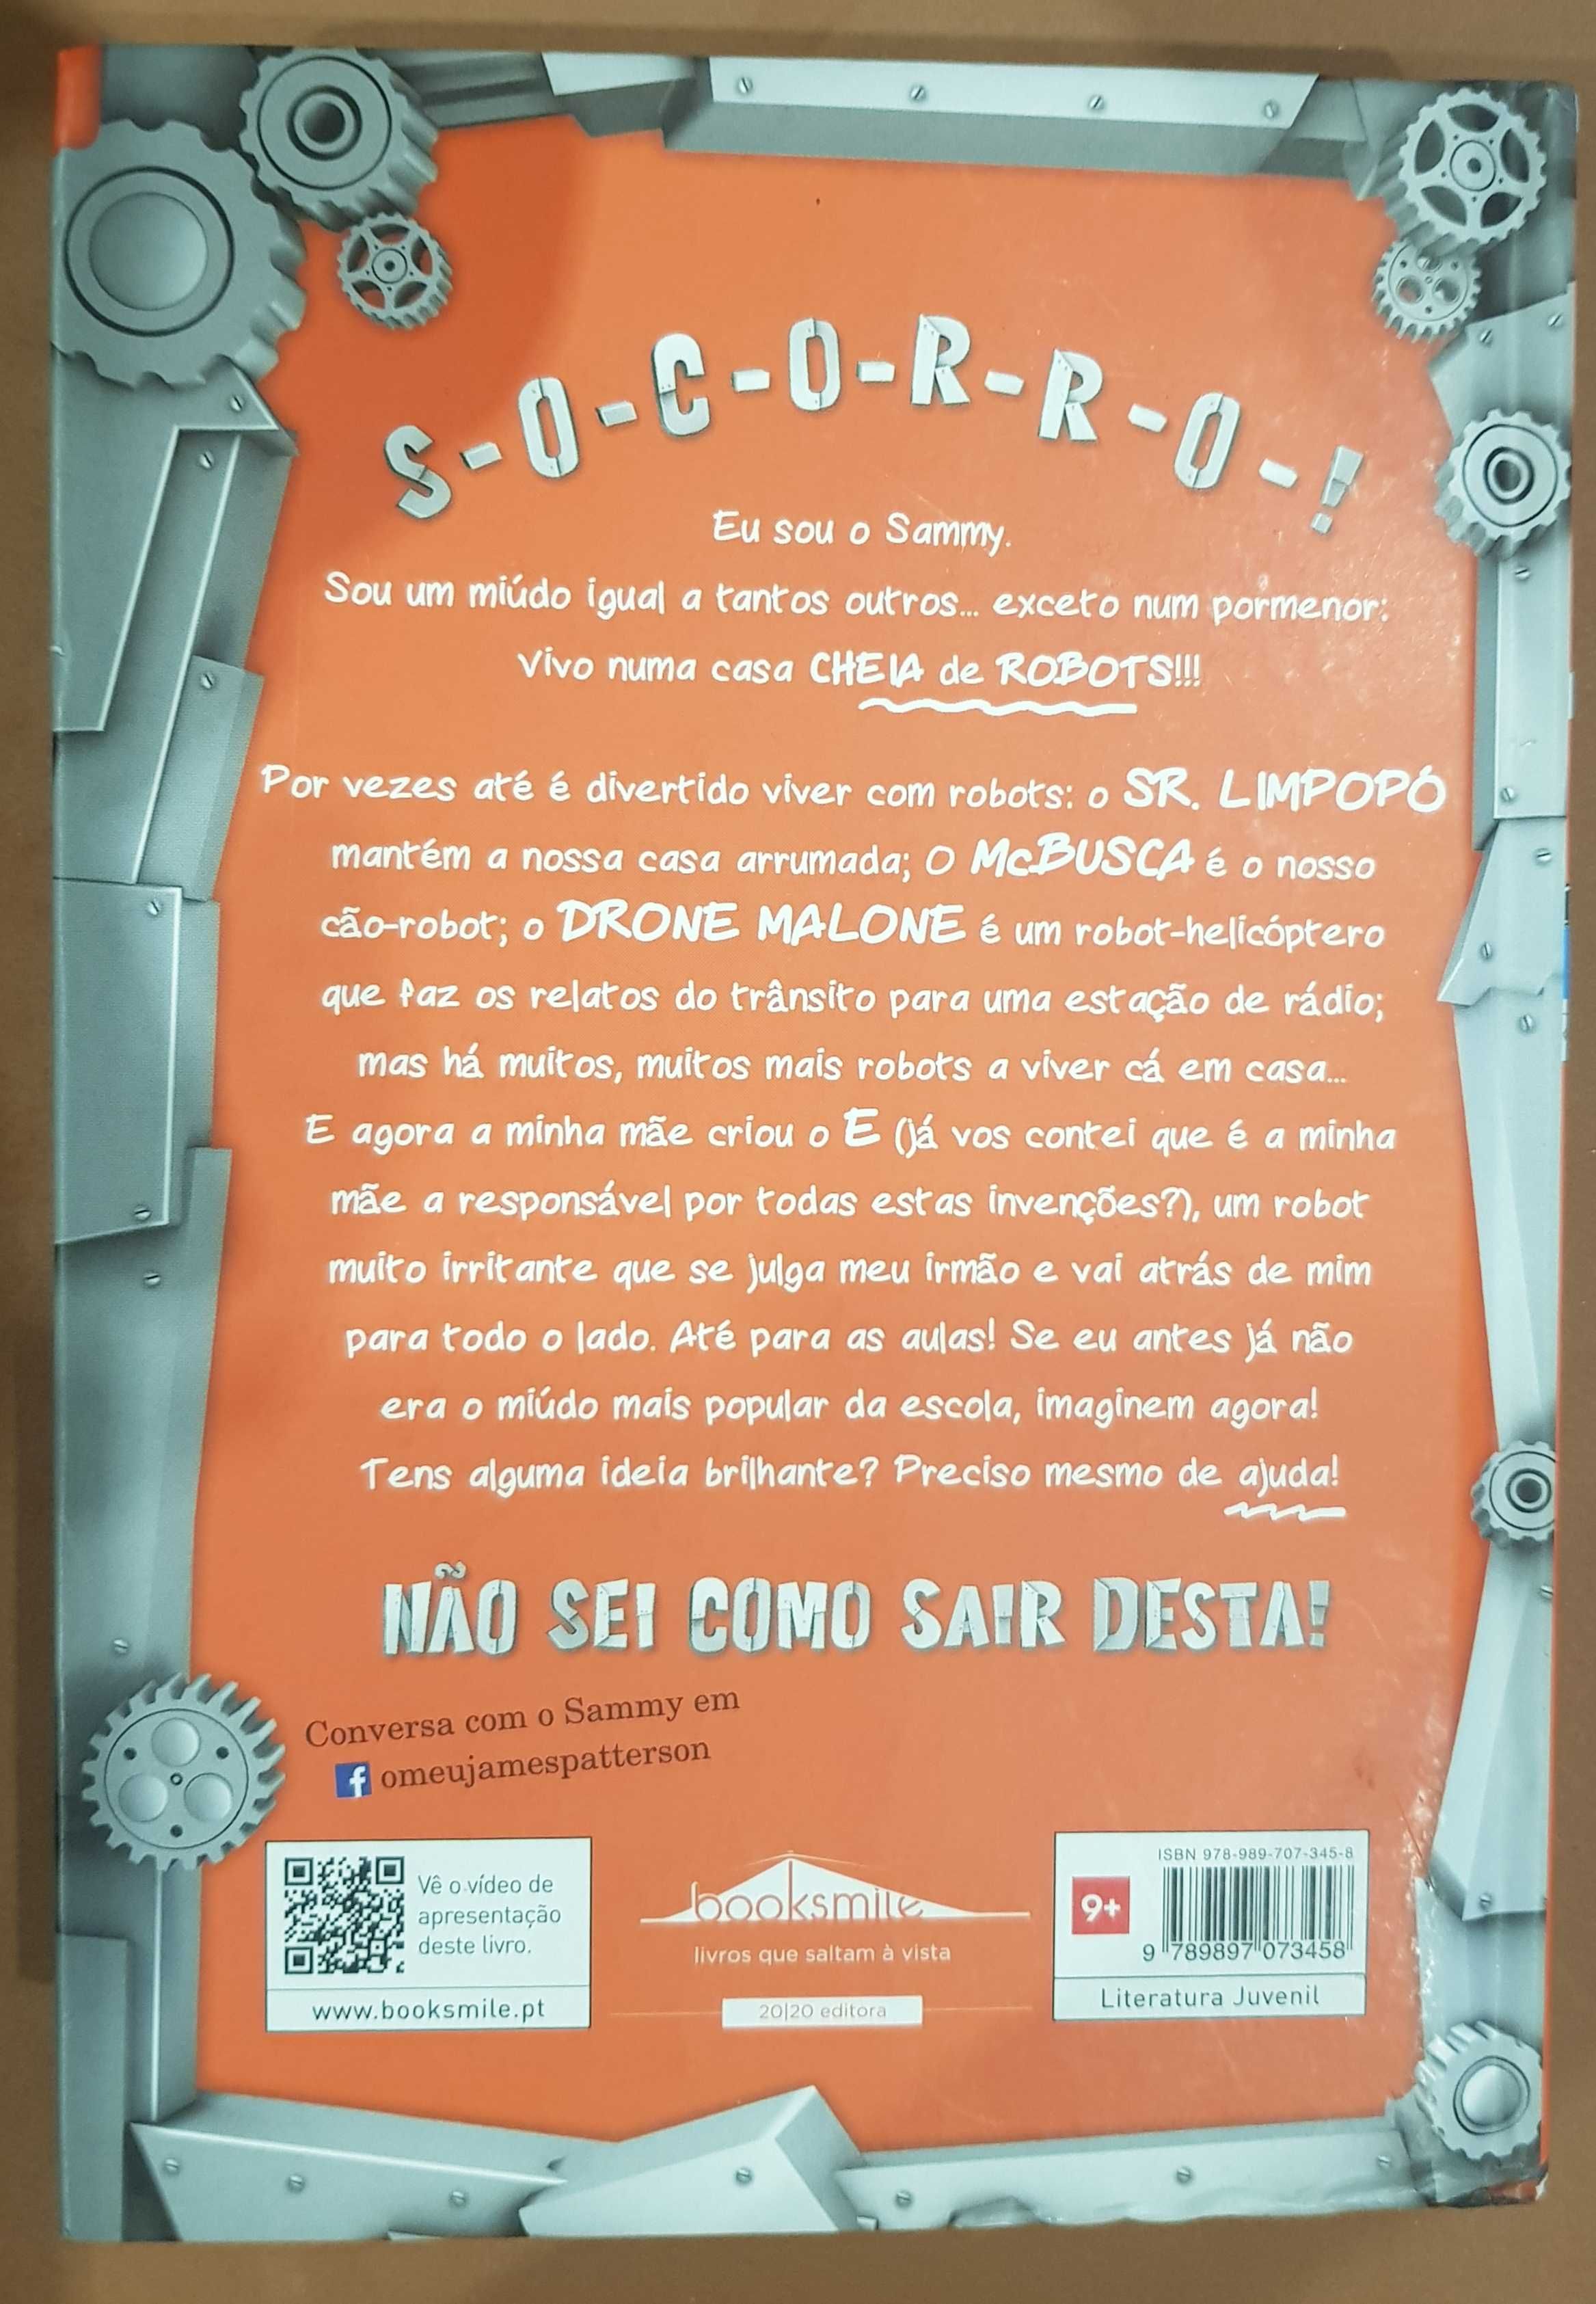 S-O-C-O-R-R-O-!
Eu sou o Sammy.
Sou um miúdo igual a tantos outros... exceto num pormenor:
Vivo numa casa CHEIA de ROBOTS!!!
Por vezes até é divertido viver com robots: o SR. LIMPOPÓ
mantém a nossa casa arrumada; O McBUSCA é o nosso
cão-robot; o DRONE MALONE é um robot-helicóptero
que faz os relatos do trânsito para uma estação de rádio;
mas há muitos, muitos mais robots a viver cá em casa...
E agora a minha mãe criou o E (já vos contei que é a minha
mãe a responsável por todas estas invenções?), um robot
muito irritante que se julga meu irmão e vai atrás de mim
para todo o lado. Até para as aulas! Se eu antes já não
era o miúdo mais popular da escola, imaginem agora!
Tens alguma ideia brilhante? Preciso mesmo de ajuda!
NÃO SEI COMO SAIR DESTA!
Conversa com o Sammy em
f omeujamespatterson
Vê o vídeo de
apresentação
deste livro.
www.booksmile.pt
booksmile
livros que saltam à vista
20|20 editora
ISBN 978-989-707-345-8
9+
9 789897 073458
Literatura Juvenil